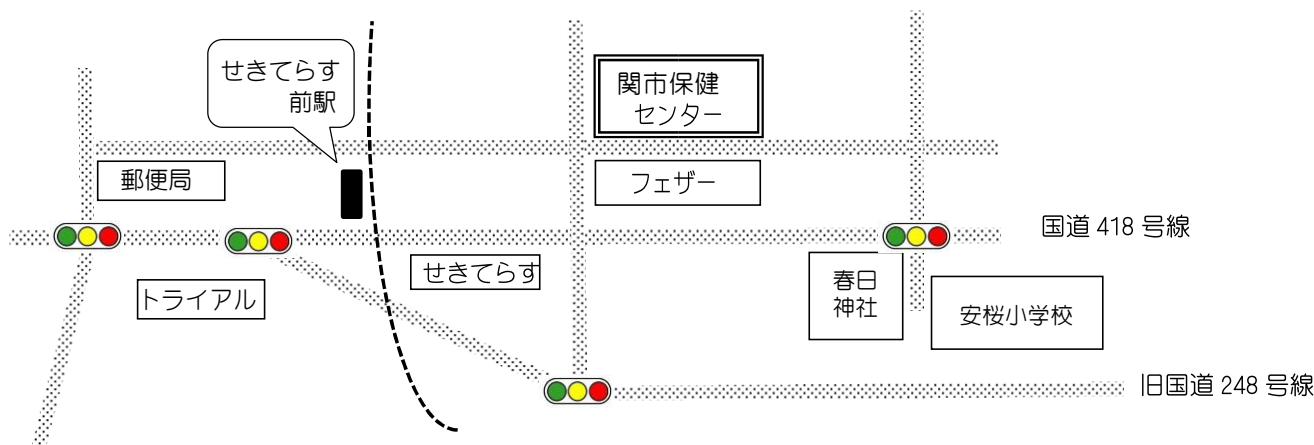 せきてらす
前駅
関市保健
センター
郵便局
フェザー
国道 418 号線
せきてらす
トライアル
春日
神社
安桜小学校
旧国道 248 号線